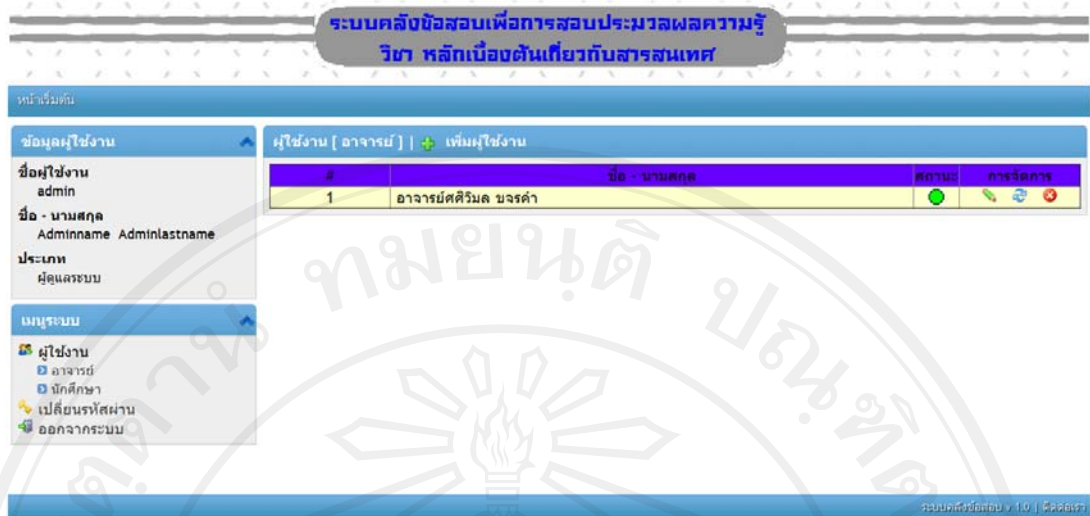 ระบบคลังข้อสอบเพื่อการสอบประมวลผลความรู้
วิชา หลักเบื้องต้นเกี่ยวกับสารสนเทศ
หน้าเริ่มต้น
ข้อมูลผู้ใช้งาน
ชื่อผู้ใช้งาน
admin
ชื่อ - นามสกุล
Adminname Adminlastname
ประเภท
ผู้ดูแลระบบ
เมนูระบบ
ผู้ใช้งาน
อาจารย์
นักศึกษา
เปลี่ยนรหัสผ่าน
ออกจากระบบ
ผู้ใช้งาน [ อาจารย์ ] | เพิ่มผู้ใช้งาน
# ชื่อ - นามสกุล สถานะ การจัดการ
1 อาจารย์ศศิวิมล ขจรคำ
ระบบคลังข้อสอบ v 1.0 | ติดต่อเรา